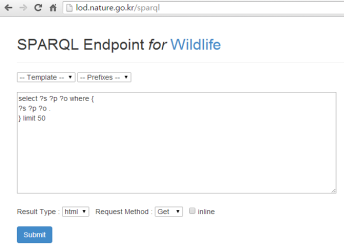 lod.nature.go.kr/sparql
SPARQL Endpoint for Wildlife
-- Template -- -- Prefixes --
select ?s ?p ?o where {
?s ?p ?o .
} limit 50
Result Type : html Request Method : Get inline
Submit